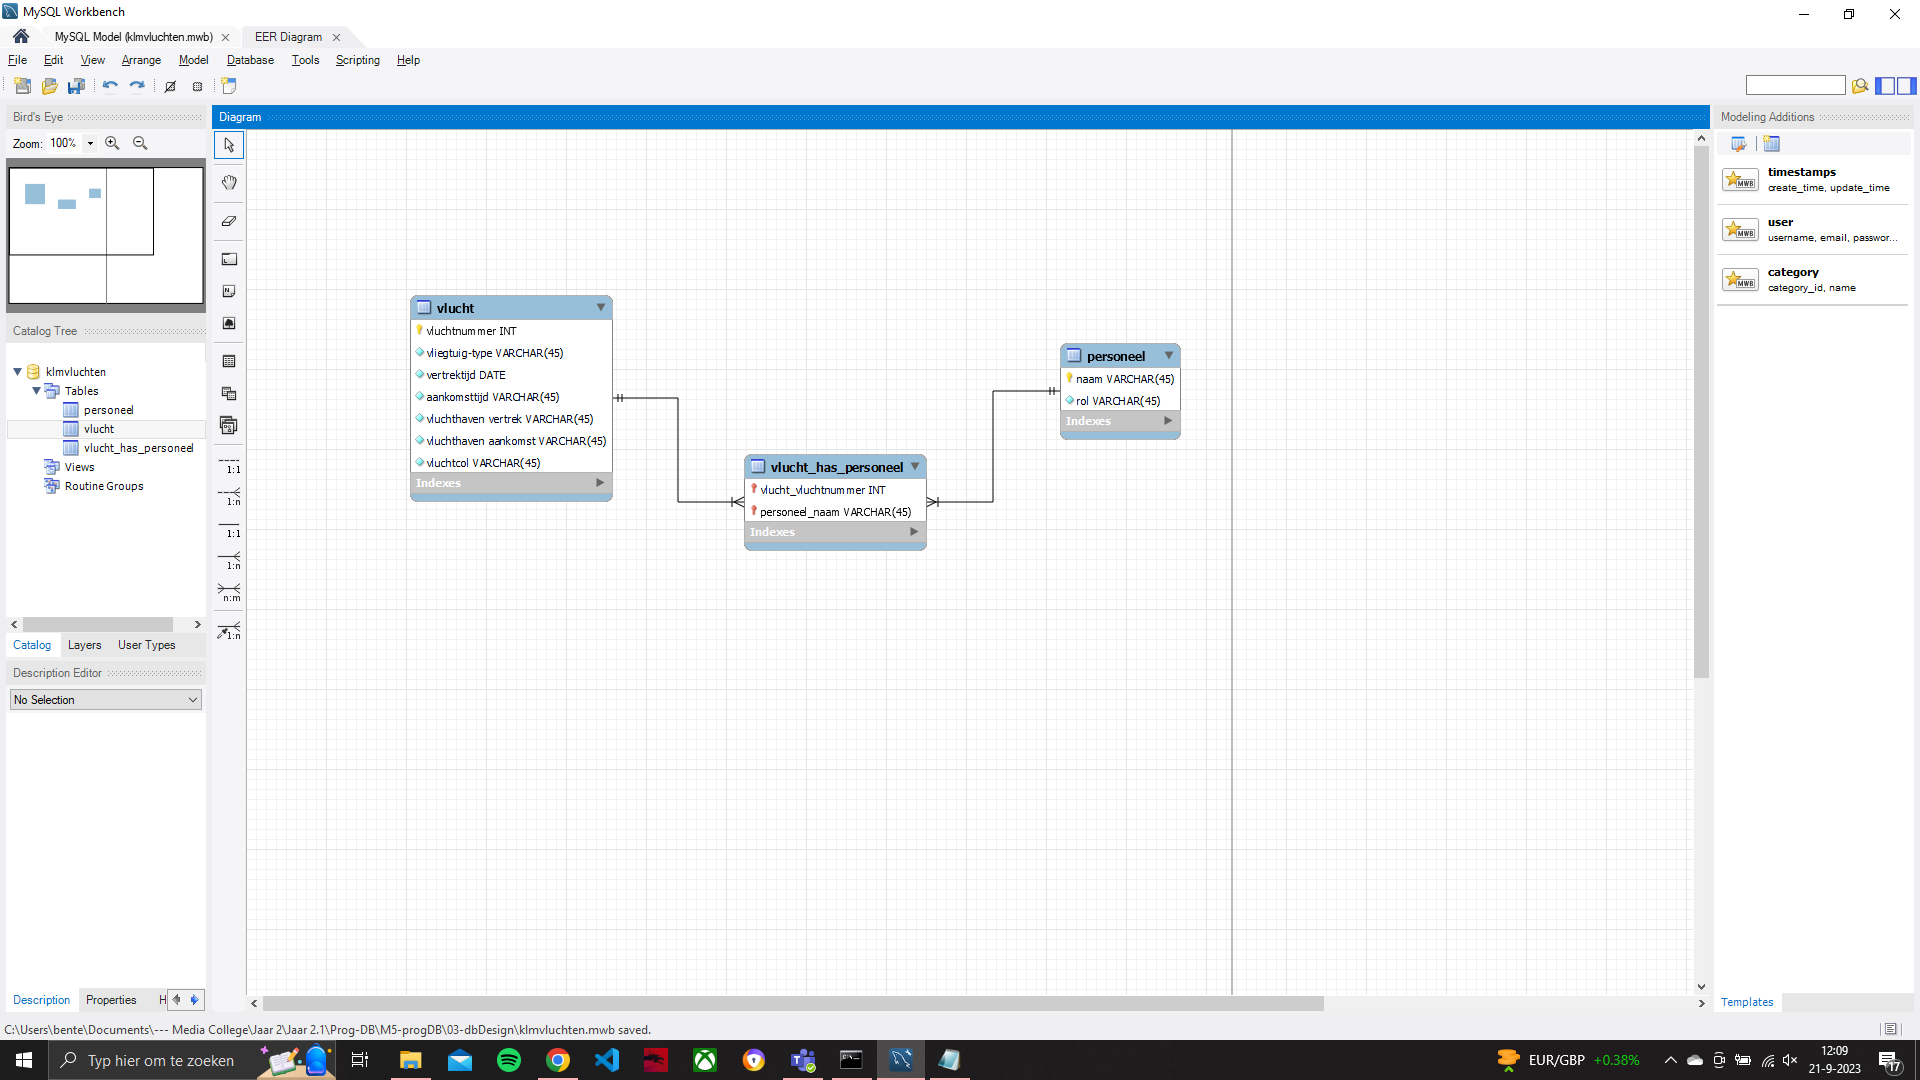 MySQL Workbench
MySQL Model (klmvluchten.mwb)
EER Diagram
File Edit View Arrange Model Database Tools Scripting Help
Bird's Eye
Zoom: 100%
Catalog Tree
klmvluchten
Tables
personeel
vlucht
vlucht_has_personeel
Views
Routine Groups
Catalog Layers User Types
Description Editor
No Selection
Description Properties H
Diagram
1:1
1:n
1:1
1:n
n:m
1:n
vlucht
vluchtnummer INT
vliegtuig-type VARCHAR(45)
vertrektijd DATE
aankomsttijd VARCHAR(45)
vluchthaven vertrek VARCHAR(45)
vluchthaven aankomst VARCHAR(45)
vluchtcol VARCHAR(45)
Indexes
vlucht_has_personeel
vlucht_vluchtnummer INT
personeel_naam VARCHAR(45)
Indexes
personeel
naam VARCHAR(45)
rol VARCHAR(45)
Indexes
Modeling Additions
MWB
timestamps
create_time, update_time
MWB
user
username, email, passwor...
MWB
category
category_id, name
Templates
C:\Users\bente\Documents\--- Media College\Jaar 2\Jaar 2.1\Prog-DB\M5-progDB\03-dbDesign\klmvluchten.mwb saved.
Typ hier om te zoeken
EUR/GBP +0.38%
12:09
21-9-2023
17